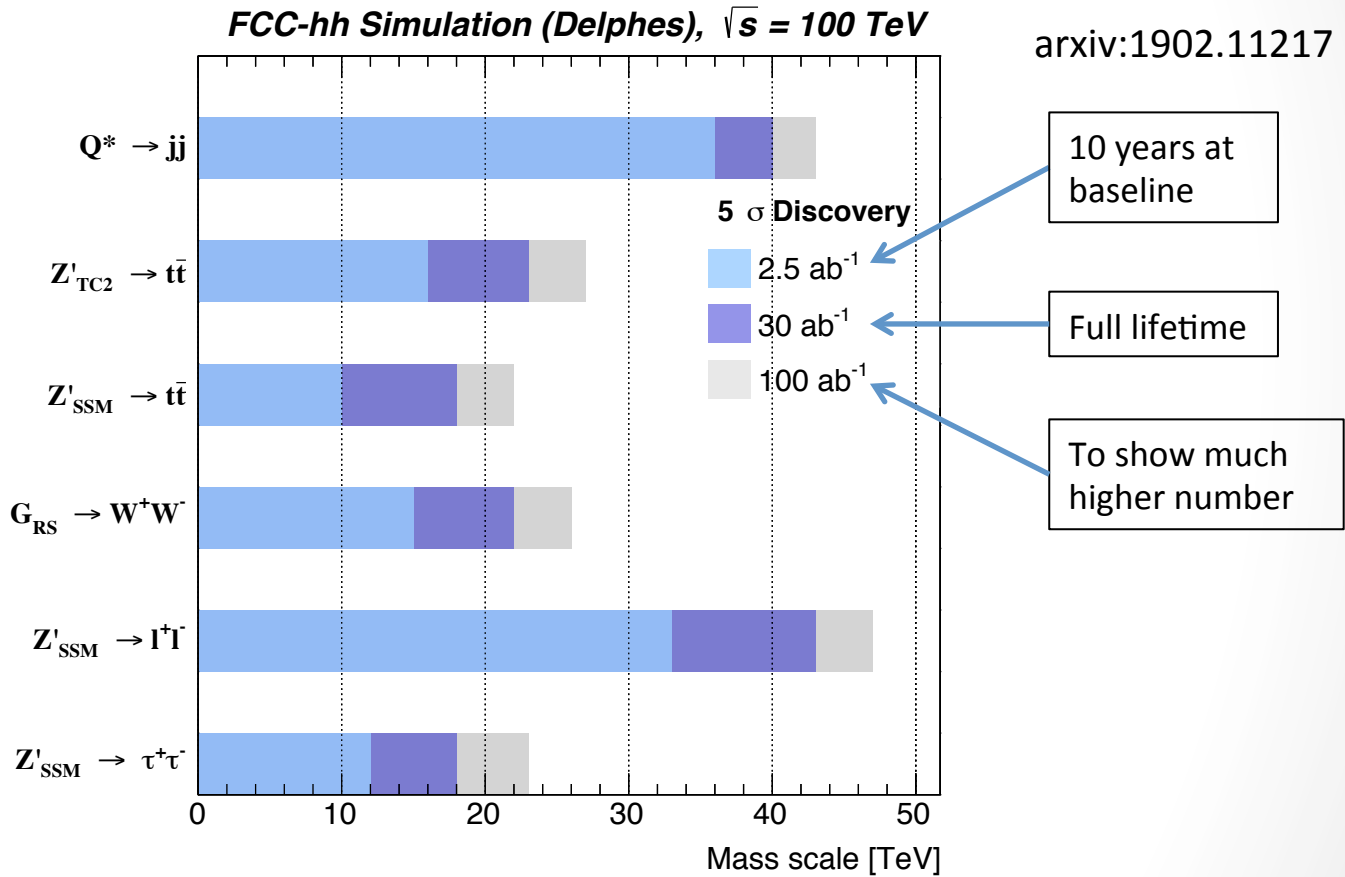 FCC-hh Simulation (Delphes), √s = 100 TeV
arxiv:1902.11217
Q* → jj
Z'TC2 → tt̄
Z'SSM → tt̄
GRS → W⁺W⁻
Z'SSM → l⁺l⁻
Z'SSM → τ⁺τ⁻
5 σ Discovery
2.5 ab⁻¹
30 ab⁻¹
100 ab⁻¹
10 years at
baseline
Full lifetime
To show much
higher number
0 10 20 30 40 50
Mass scale [TeV]